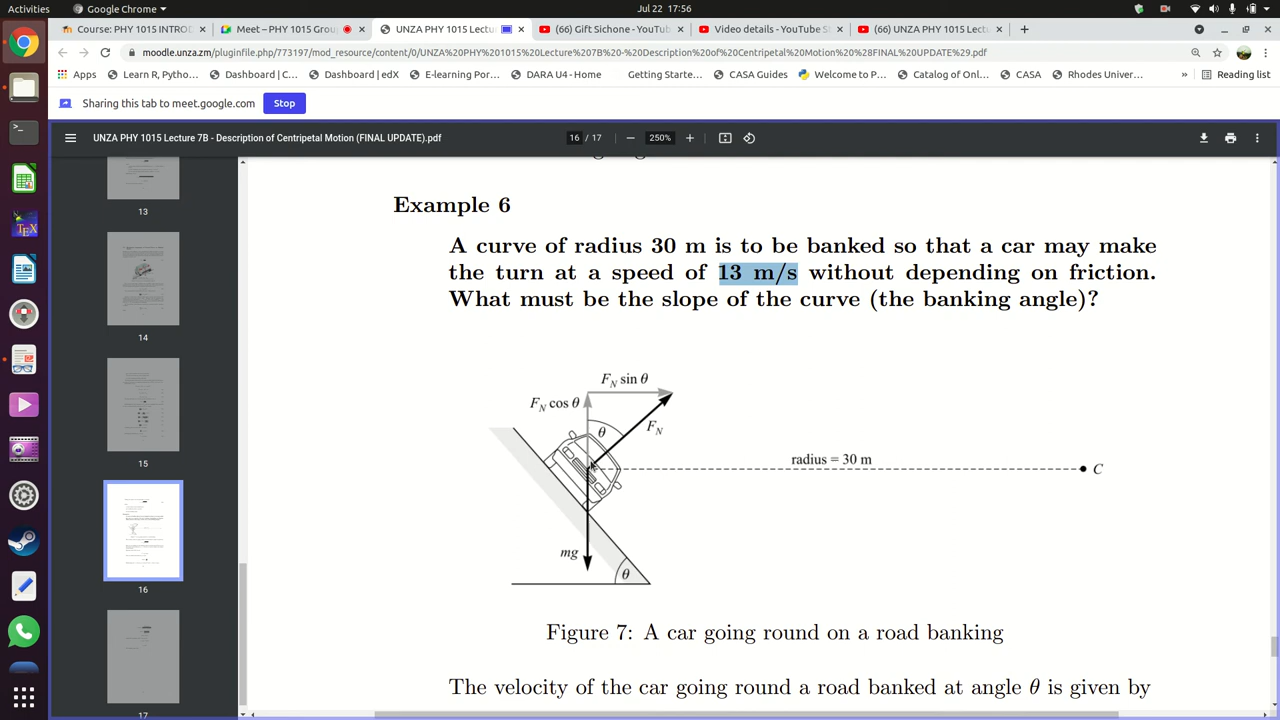 Activities
Google Chrome
Jul 22 17:56
Course: PHY 1015 INTROD
Meet – PHY 1015 Group
UNZA PHY 1015 Lectur
(66) Gift Sichone - YouTu
Video details - YouTube S
(66) UNZA PHY 1015 Lect
moodle.unza.zm/pluginfile.php/773197/mod_resource/content/0/UNZA%20PHY%201015%20Lecture%207B%20-%20Description%20of%20Centripetal%20Motion%20%28FINAL%20UPDATE%29.pdf
Apps
Learn R, Pytho...
Dashboard | C...
Dashboard | edX
E-learning Por...
DARA U4 - Home
Getting Starte...
CASA Guides
Welcome to P...
Catalog of Onl...
CASA
Rhodes Univer...
»
Reading list
Sharing this tab to meet.google.com
Stop
UNZA PHY 1015 Lecture 7B - Description of Centripetal Motion (FINAL UPDATE).pdf
16 / 17
250%
13
14
15
16
17
Example 6
A curve of radius 30 m is to be banked so that a car may make
the turn at a speed of 13 m/s without depending on friction.
What must be the slope of the curve (the banking angle)?
F_N sin θ
F_N cos θ
θ
F_N
radius = 30 m
C
mg
θ
Figure 7: A car going round on a road banking
The velocity of the car going round a road banked at angle θ is given by